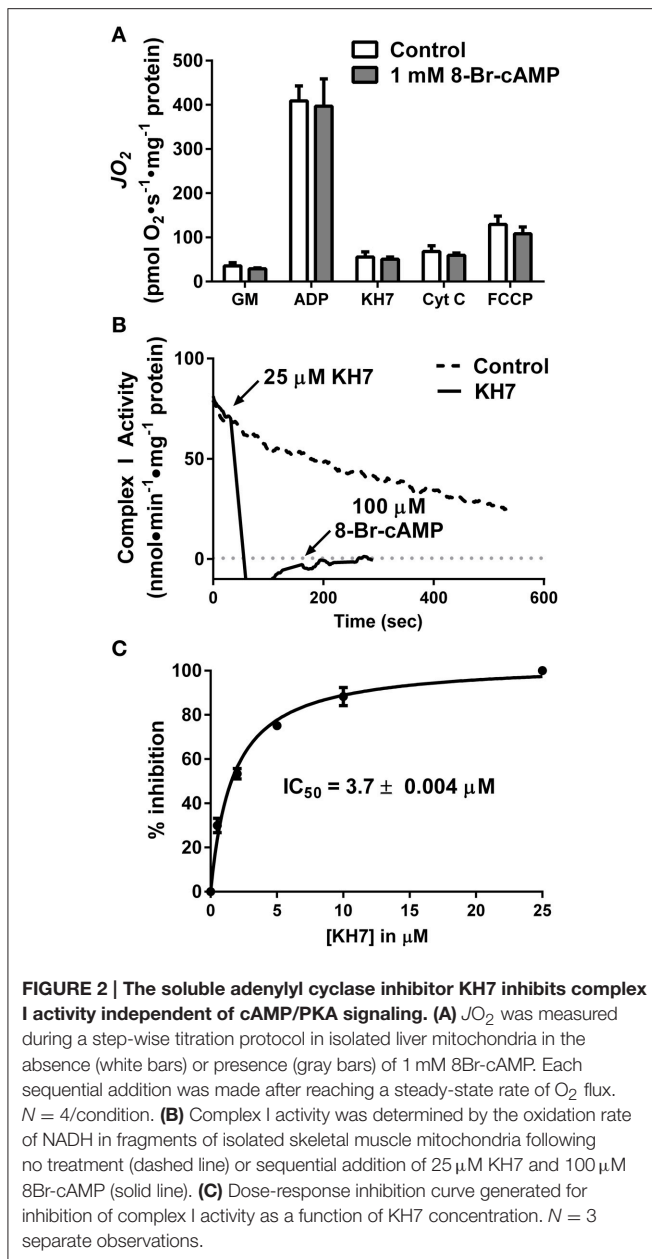 A
Control
1 mM 8-Br-cAMP
JO2
(pmol O2•s-1•mg-1 protein)
500
400
300
200
100
0
GM ADP KH7 Cyt C FCCP
B
Complex I Activity
(nmol•min-1•mg-1 protein)
100
50
0
25 μM KH7
Control
KH7
100 μM
8-Br-cAMP
0 200 400 600
Time (sec)
C
% inhibition
100
80
60
40
20
0
IC50 = 3.7 ± 0.004 μM
0 5 10 15 20 25
[KH7] in μM
FIGURE 2 | The soluble adenylyl cyclase inhibitor KH7 inhibits complex
I activity independent of cAMP/PKA signaling. (A) JO2 was measured
during a step-wise titration protocol in isolated liver mitochondria in the
absence (white bars) or presence (gray bars) of 1 mM 8Br-cAMP. Each
sequential addition was made after reaching a steady-state rate of O2 flux.
N = 4/condition. (B) Complex I activity was determined by the oxidation rate
of NADH in fragments of isolated skeletal muscle mitochondria following
no treatment (dashed line) or sequential addition of 25 μM KH7 and 100 μM
8Br-cAMP (solid line). (C) Dose-response inhibition curve generated for
inhibition of complex I activity as a function of KH7 concentration. N = 3
separate observations.